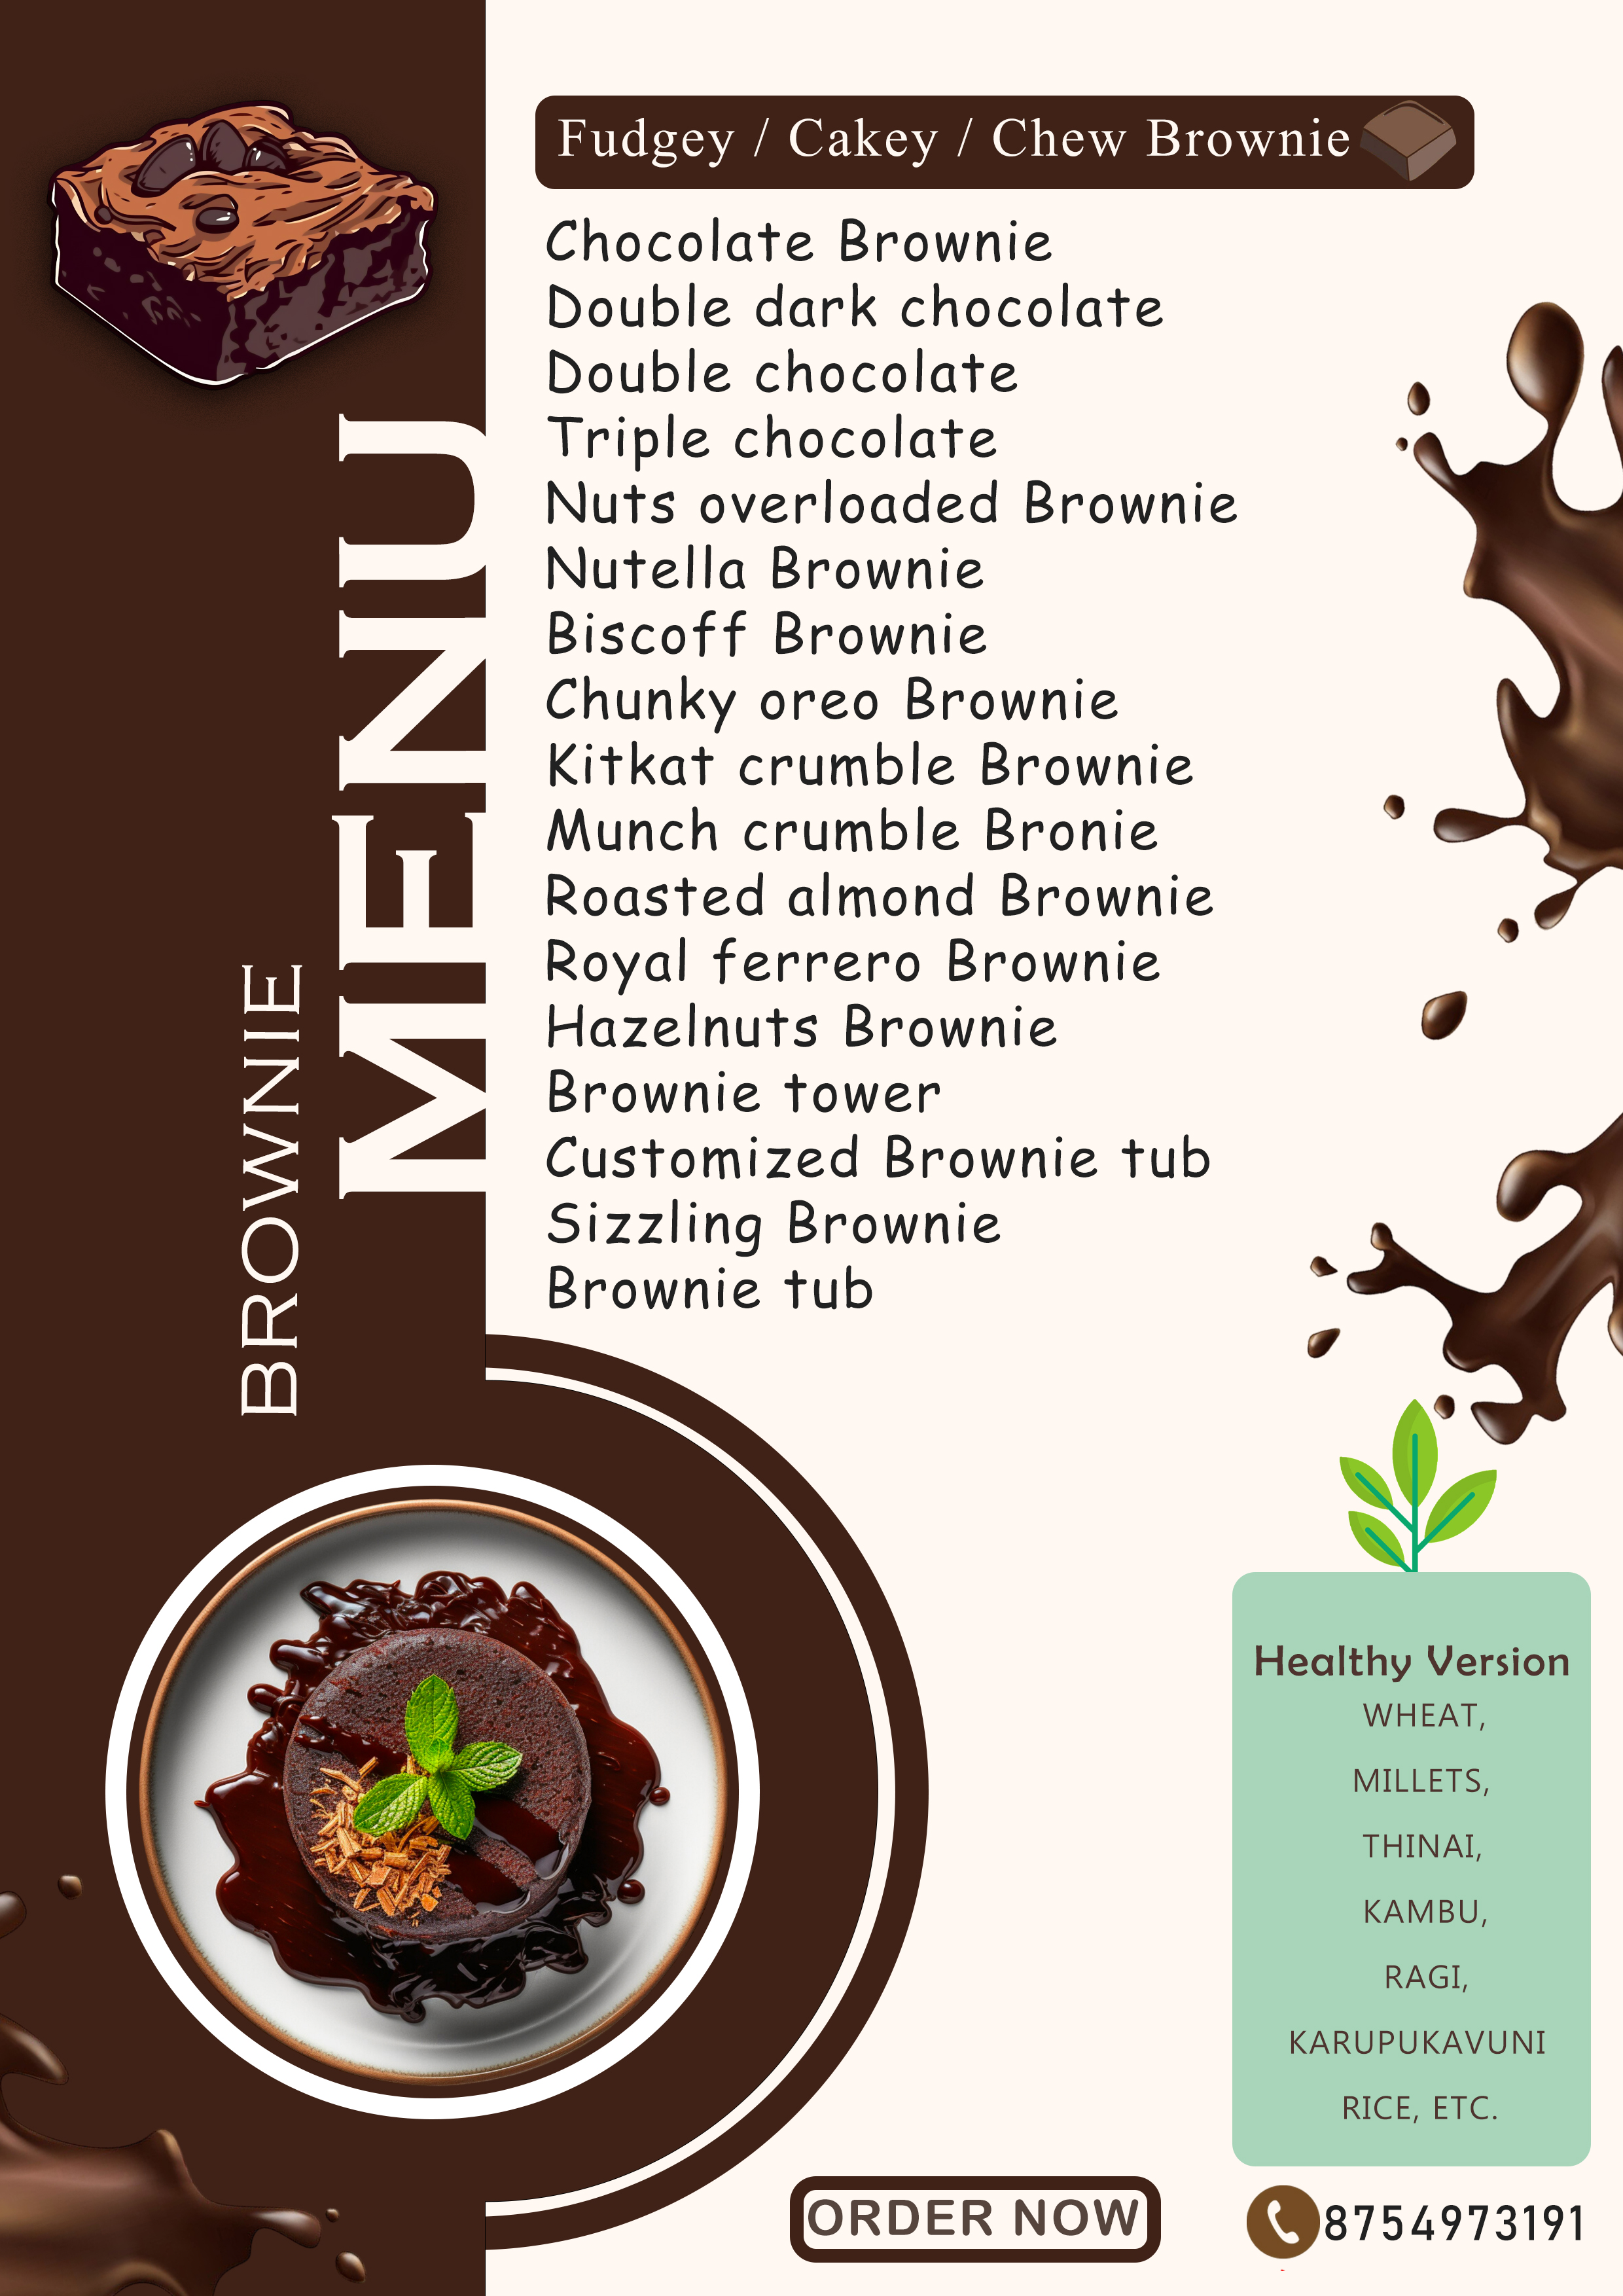 Fudgey / Cakey / Chew Brownie
Chocolate Brownie
Double dark chocolate
Double chocolate
Triple chocolate
Nuts overloaded Brownie
Nutella Brownie
Biscoff Brownie
Chunky oreo Brownie
Kitkat crumble Brownie
Munch crumble Bronie
Roasted almond Brownie
Royal ferrero Brownie
Hazelnuts Brownie
Brownie tower
Customized Brownie tub
Sizzling Brownie
Brownie tub
BROWNIE
MENU
Healthy Version
WHEAT,
MILLETS,
THINAI,
KAMBU,
RAGI,
KARUPUKAVUNI
RICE, ETC.
ORDER NOW
8754973191